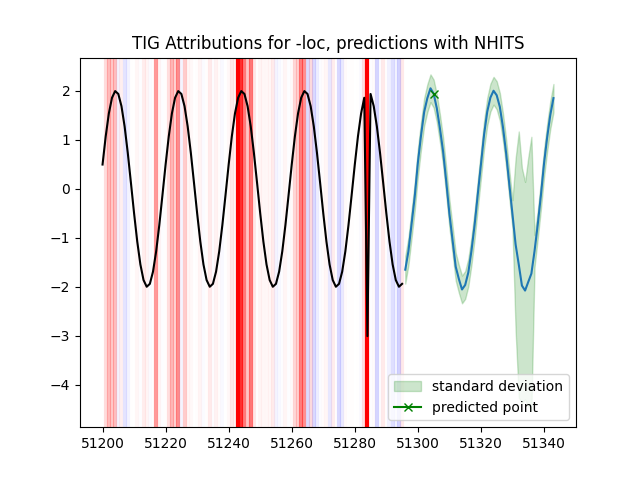 TIG Attributions for -loc, predictions with NHITS
2
1
0
−1
−2
−3
−4
standard deviation
predicted point
51200 51220 51240 51260 51280 51300 51320 51340